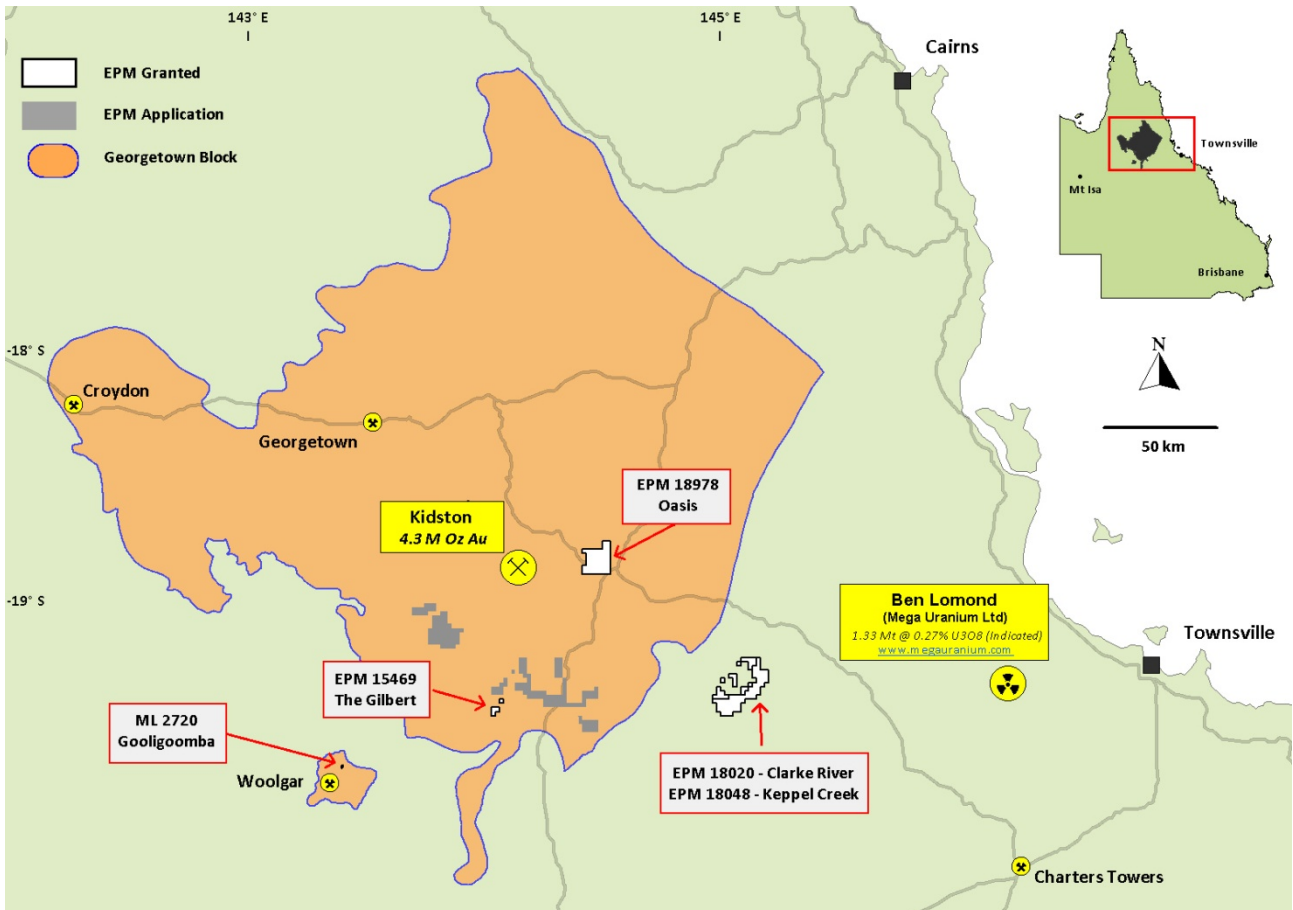 143° E
145° E
Cairns
EPM Granted
EPM Application
Georgetown Block
Townsville
Mt Isa
Brisbane
N
50 km
-18° S
Croydon
Georgetown
EPM 18978
Oasis
Kidston
4.3 M Oz Au
-19° S
Ben Lomond
(Mega Uranium Ltd)
1.33 Mt @ 0.27% U3O8 (Indicated)
www.megauranium.com
Townsville
EPM 15469
The Gilbert
ML 2720
Gooligoomba
Woolgar
EPM 18020 - Clarke River
EPM 18048 - Keppel Creek
Charters Towers